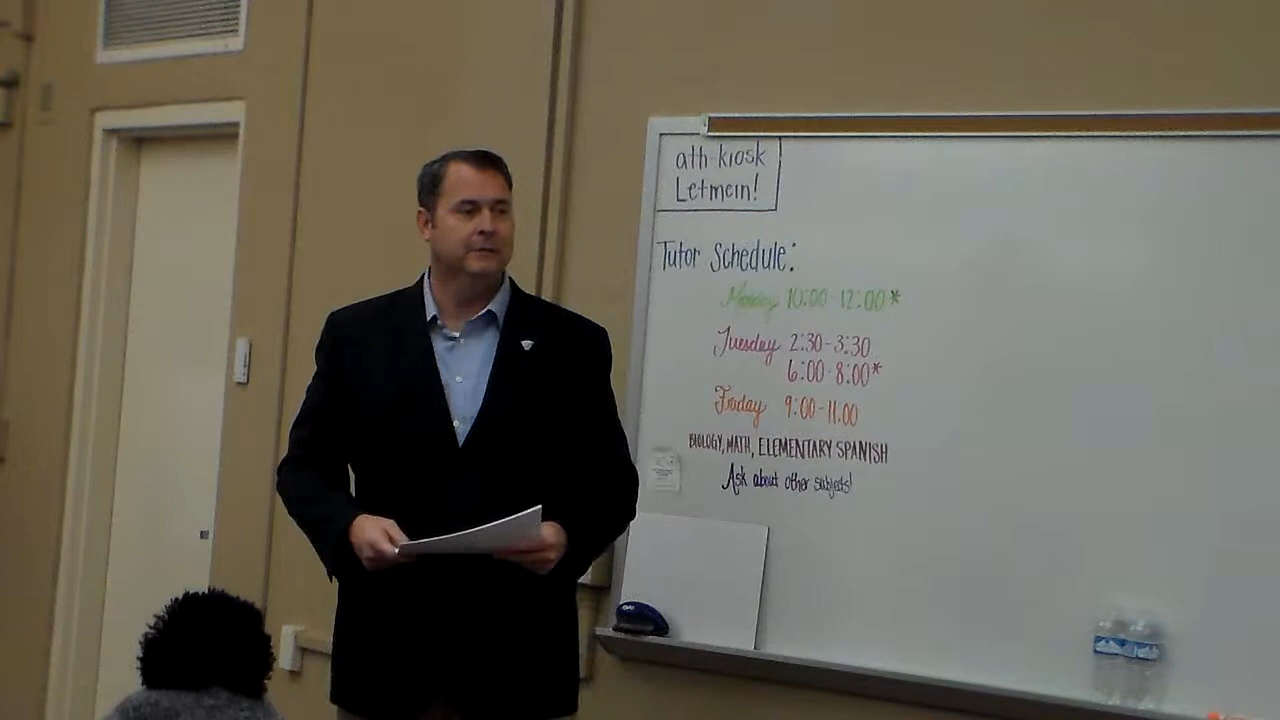 ath-kiosk
Letmein!
Tutor Schedule:
Monday 10:00-12:00*
Tuesday 2:30-3:30
6:00-8:00*
Friday 9:00-11:00
BIOLOGY, MATH, ELEMENTARY SPANISH
Ask about other subjects!